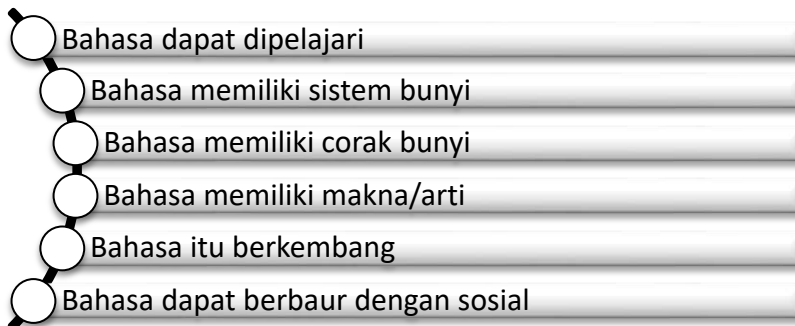 Bahasa dapat dipelajari
Bahasa memiliki sistem bunyi
Bahasa memiliki corak bunyi
Bahasa memiliki makna/arti
Bahasa itu berkembang
Bahasa dapat berbaur dengan sosial